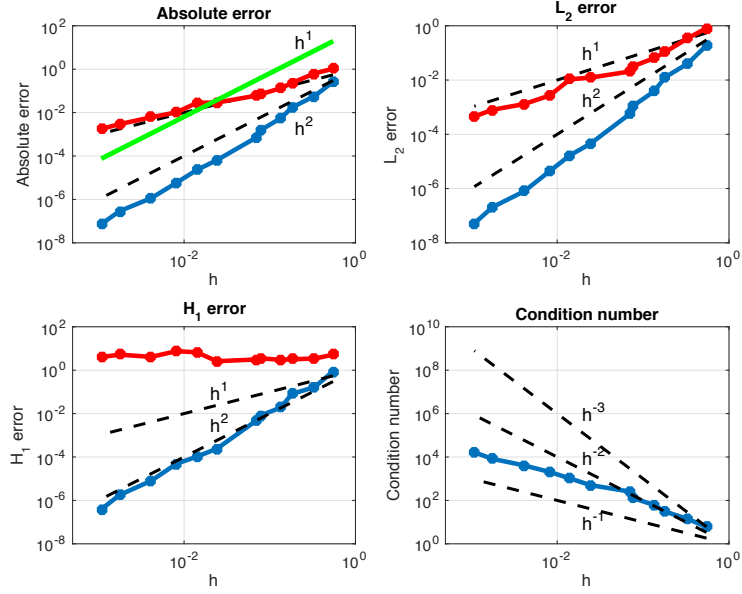 Absolute error
Absolute error
10^2
10^0
10^-2
10^-4
10^-6
10^-8
h^1
h^2
10^-2
10^0
h
L_2 error
L_2 error
10^0
10^-2
10^-4
10^-6
10^-8
h^1
h^2
10^-2
10^0
h
H_1 error
H_1 error
10^2
10^0
10^-2
10^-4
10^-6
10^-8
h^1
h^2
10^-2
10^0
h
Condition number
Condition number
10^10
10^8
10^6
10^4
10^2
10^0
h^-3
h^-2
h^-1
10^-2
10^0
h